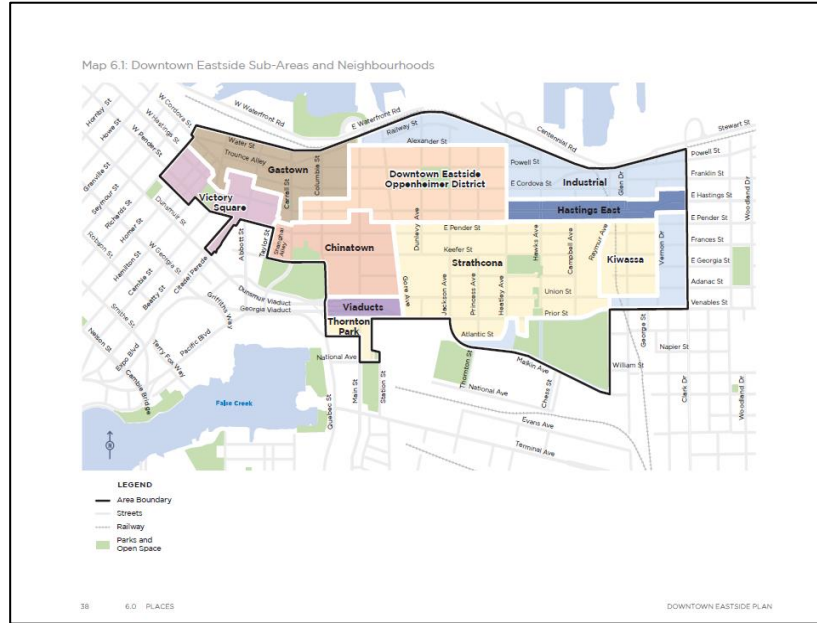 Map 6.1: Downtown Eastside Sub-Areas and Neighbourhoods
Hornby St
Howe St
W Cordova St
W Hastings St
W Pender St
W Waterfront Rd
E Waterfront Rd
Railway St
Alexander St
Centennial Rd
Stewart St
Water St
Trounce Alley
Gastown
Columbia St
Carrall St
Powell St
E Cordova St
Industrial
Glen Dr
Powell St
Franklin St
E Hastings St
E Pender St
Frances St
E Georgia St
Adanac St
Venables St
Woodland Dr
Downtown Eastside
Oppenheimer District
Hastings East
Granville St
Seymour St
Richards St
Homer St
Hamilton St
Cambie St
Beatty St
Citadel Parade
Robson St
Smithe St
Nelson St
Expo Blvd
Cambie Bridge
Terry Fox Way
Pacific Blvd
Griffiths Way
Dunsmuir St
W Georgia St
Victory
Square
Abbott St
Taylor St
Shanghai
Alley
Chinatown
Dunlevy Ave
E Pender St
Keefer St
Strathcona
Hawks Ave
Campbell Ave
Raymur Ave
Kiwassa
Vernon Dr
Dunsmuir Viaduct
Georgia Viaduct
Viaducts
Gore Ave
Jackson Ave
Princess Ave
Heatley Ave
Union St
Prior St
Thornton
Park
Atlantic St
National Ave
Quebec St
Main St
Station St
Thornton St
Malkin Ave
National Ave
Chess St
Evans Ave
Terminal Ave
George St
Napier St
William St
Clark Dr
Woodland Dr
False Creek
N
LEGEND
Area Boundary
Streets
Railway
Parks and
Open Space
38 6.0 PLACES
DOWNTOWN EASTSIDE PLAN